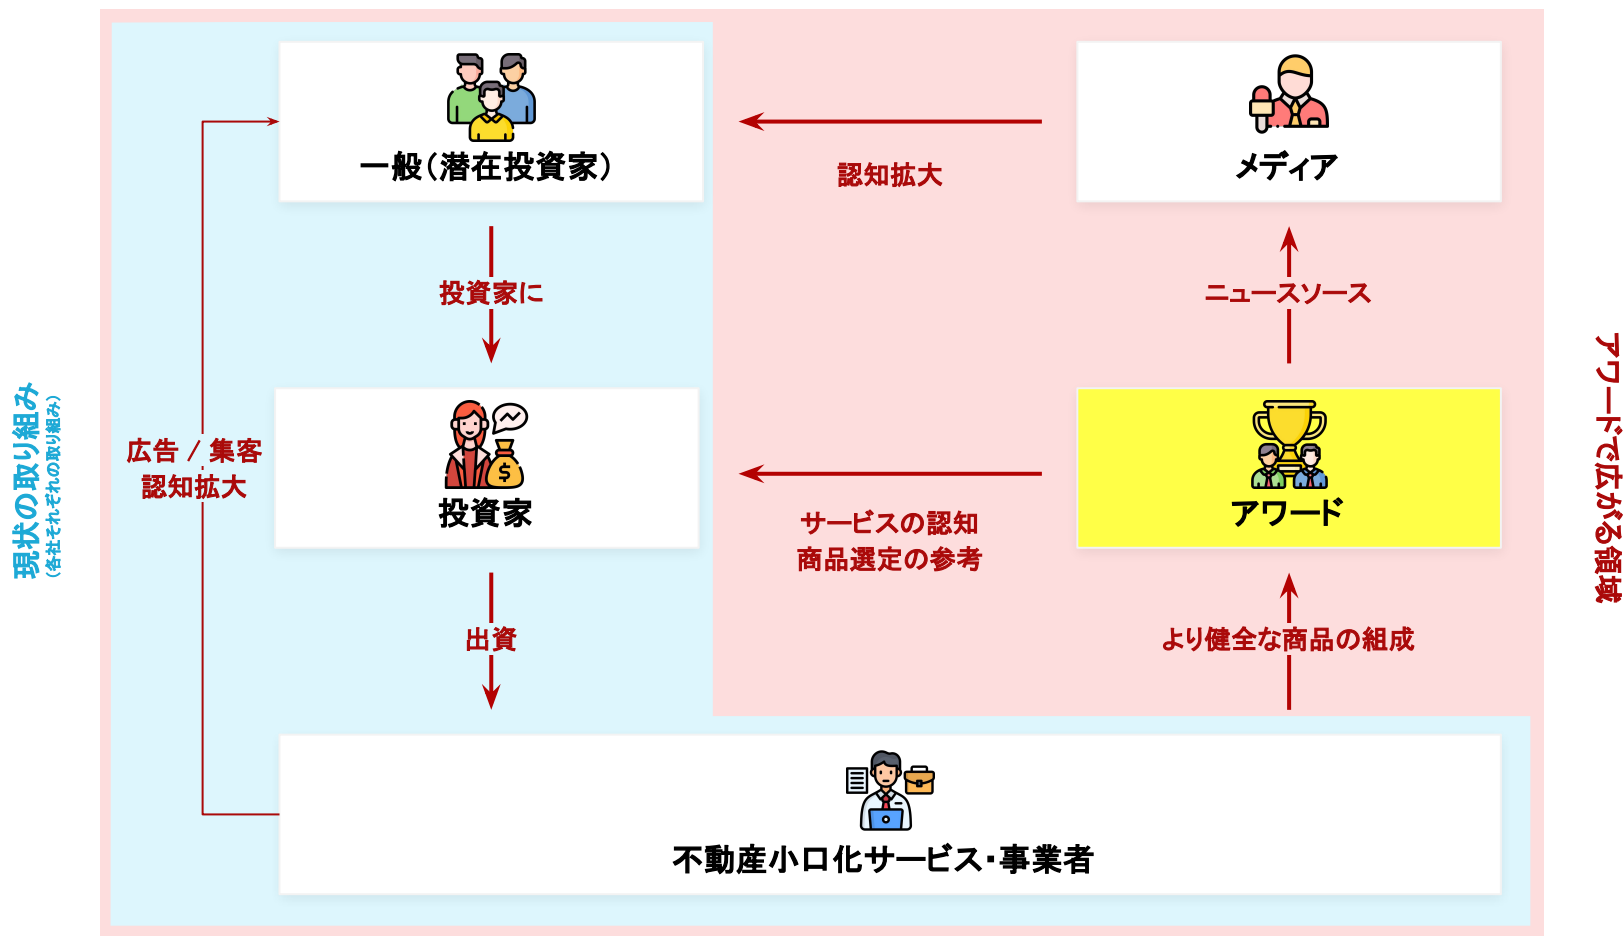 一般（潜在投資家）
メディア
認知拡大
投資家に
ニュースソース
現状の取り組み
（各社それぞれの取り組み）
広告 / 集客
認知拡大
投資家
アワード
サービスの認知
商品選定の参考
アワードで広がる領域
出資
より健全な商品の組成
不動産小口化サービス・事業者